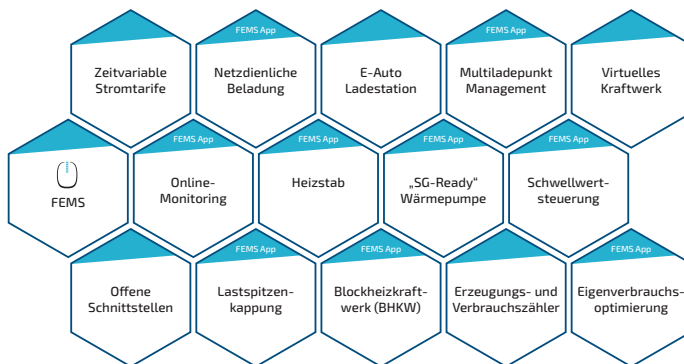 Zeitvariable
Stromtarife
FEMS App
Netzdienliche
Beladung
E-Auto
Ladestation
FEMS App
Multiladepunkt
Management
Virtuelles
Kraftwerk
FEMS
FEMS App
Online-
Monitoring
FEMS App
Heizstab
FEMS App
„SG-Ready“
Wärmepumpe
FEMS App
Schwellwert-
steuerung
Offene
Schnittstellen
FEMS App
Lastspitzen-
kappung
FEMS App
Blockheizkraft-
werk (BHKW)
Erzeugungs- und
Verbrauchszähler
FEMS App
Eigenverbrauchs-
optimierung